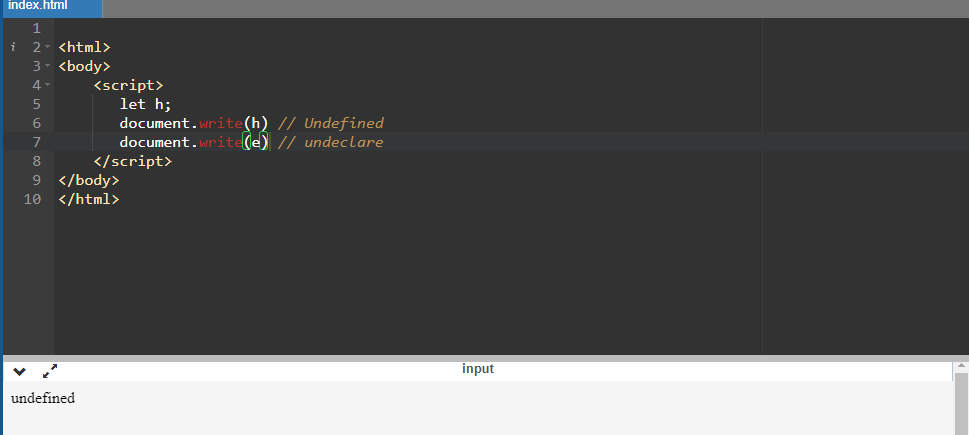 index.html
1
i 2 <html>
3 <body>
4 <script>
5 let h;
6 document.write(h) // Undefined
7 document.write(e) // undeclare
8 </script>
9 </body>
10 </html>
input
undefined